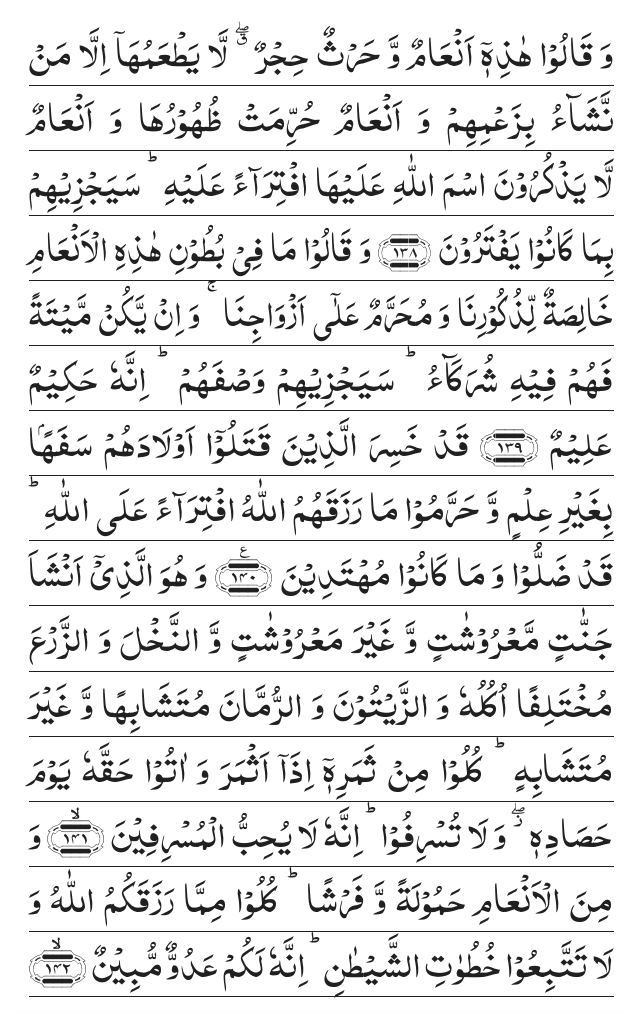 وَ قَالُوْا هٰذِهٖۤ اَنْعَامٌ وَّ حَرْثٌ حِجْرٌ ۖۗ لَّا يَطْعَمُهَاۤ اِلَّا مَنْ
نَّشَآءُ بِزَعْمِهِمْ وَ اَنْعَامٌ حُرِّمَتْ ظُهُوْرُهَا وَ اَنْعَامٌ
لَّا يَذْكُرُوْنَ اسْمَ اللّٰهِ عَلَيْهَا افْتِرَآءً عَلَيْهِ ؕ سَيَجْزِيْهِمْ
بِمَا كَانُوْا يَفْتَرُوْنَ ﴿۱۳۸﴾ وَ قَالُوْا مَا فِیْ بُطُوْنِ هٰذِهِ الْاَنْعَامِ
خَالِصَةٌ لِّذُكُوْرِنَا وَ مُحَرَّمٌ عَلٰۤی اَزْوَاجِنَا ۚ وَ اِنْ يَّكُنْ مَّيْتَةً
فَهُمْ فِيْهِ شُرَكَآءُ ؕ سَيَجْزِيْهِمْ وَصْفَهُمْ ؕ اِنَّهٗ حَكِيْمٌ
عَلِيْمٌ ﴿۱۳۹﴾ قَدْ خَسِرَ الَّذِيْنَ قَتَلُوْۤا اَوْلَادَهُمْ سَفَهًۢا
بِغَيْرِ عِلْمٍ وَّ حَرَّمُوْا مَا رَزَقَهُمُ اللّٰهُ افْتِرَآءً عَلَی اللّٰهِ ؕ
قَدْ ضَلُّوْا وَ مَا كَانُوْا مُهْتَدِيْنَ ﴿۱۴۰﴾ ع وَ هُوَ الَّذِیْۤ اَنْشَاَ
جَنّٰتٍ مَّعْرُوْشٰتٍ وَّ غَيْرَ مَعْرُوْشٰتٍ وَّ النَّخْلَ وَ الزَّرْعَ
مُخْتَلِفًا اُكُلُهٗ وَ الزَّيْتُوْنَ وَ الرُّمَّانَ مُتَشَابِهًا وَّ غَيْرَ
مُتَشَابِهٍ ؕ كُلُوْا مِنْ ثَمَرِهٖۤ اِذَاۤ اَثْمَرَ وَ اٰتُوْا حَقَّهٗ يَوْمَ
حَصَادِهٖ ۖؗ وَ لَا تُسْرِفُوْا ؕ اِنَّهٗ لَا يُحِبُّ الْمُسْرِفِيْنَ ﴿۱۴۱﴾ ۙ وَ
مِنَ الْاَنْعَامِ حَمُوْلَةً وَّ فَرْشًا ؕ كُلُوْا مِمَّا رَزَقَكُمُ اللّٰهُ وَ
لَا تَتَّبِعُوْا خُطُوٰتِ الشَّيْطٰنِ ؕ اِنَّهٗ لَكُمْ عَدُوٌّ مُّبِيْنٌ ﴿۱۴۲﴾ ۙ